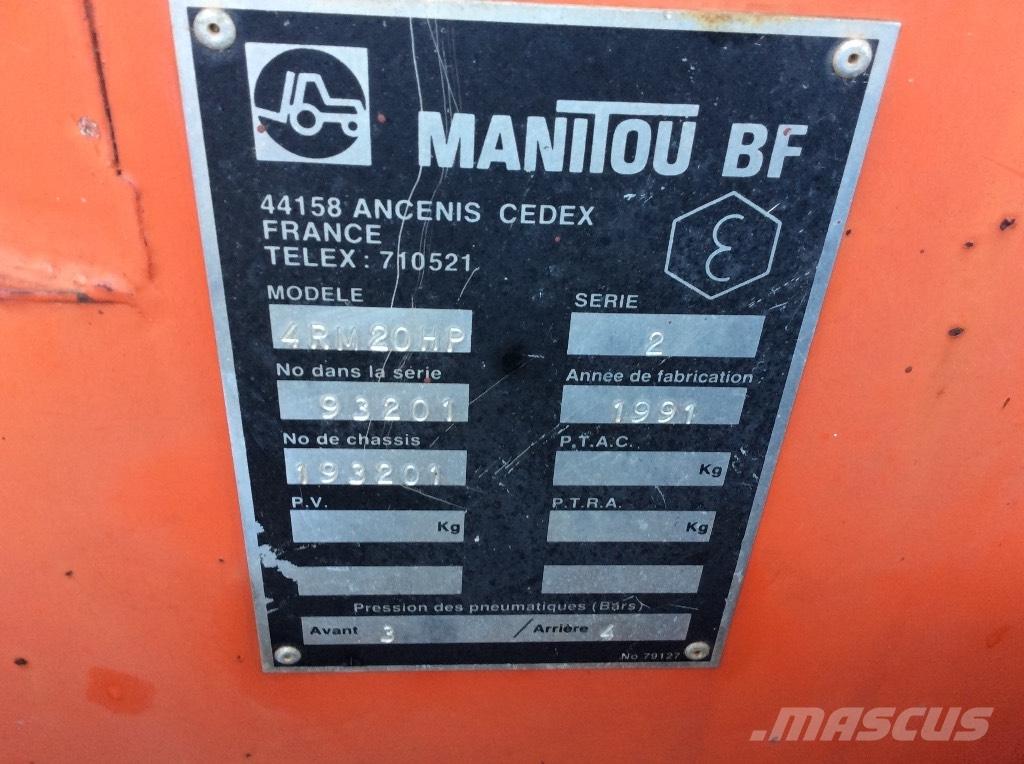 MANITOU BF
44158 ANCENIS CEDEX
FRANCE
TELEX : 710521
ε
MODELE
4RM20HP
SERIE
2
No dans la série
93201
Année de fabrication
1991
No de chassis
193201
P.T.A.C.
Kg
P.V.
Kg
P.T.R.A.
Kg
Pression des pneumatiques (Bars)
Avant 3 / Arrière 4
No 79127
MASCUS